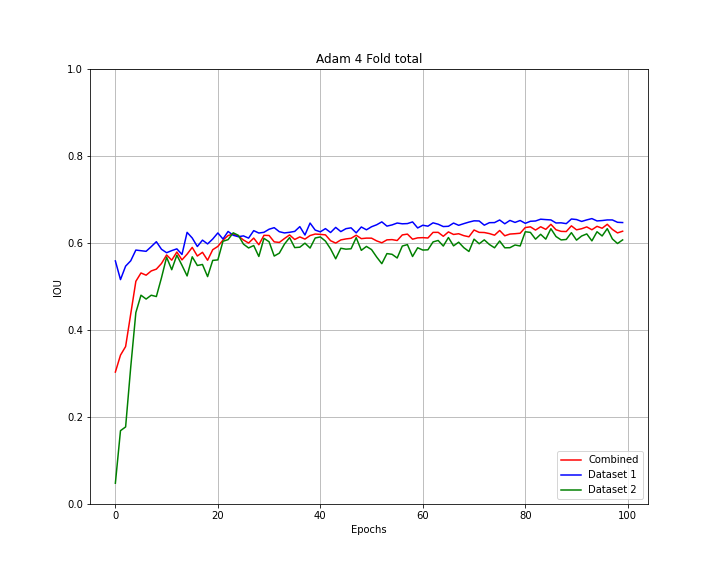 Adam 4 Fold total
1.0
0.8
0.6
0.4
0.2
0.0
IOU
0 20 40 60 80 100
Epochs
Combined
Dataset 1
Dataset 2